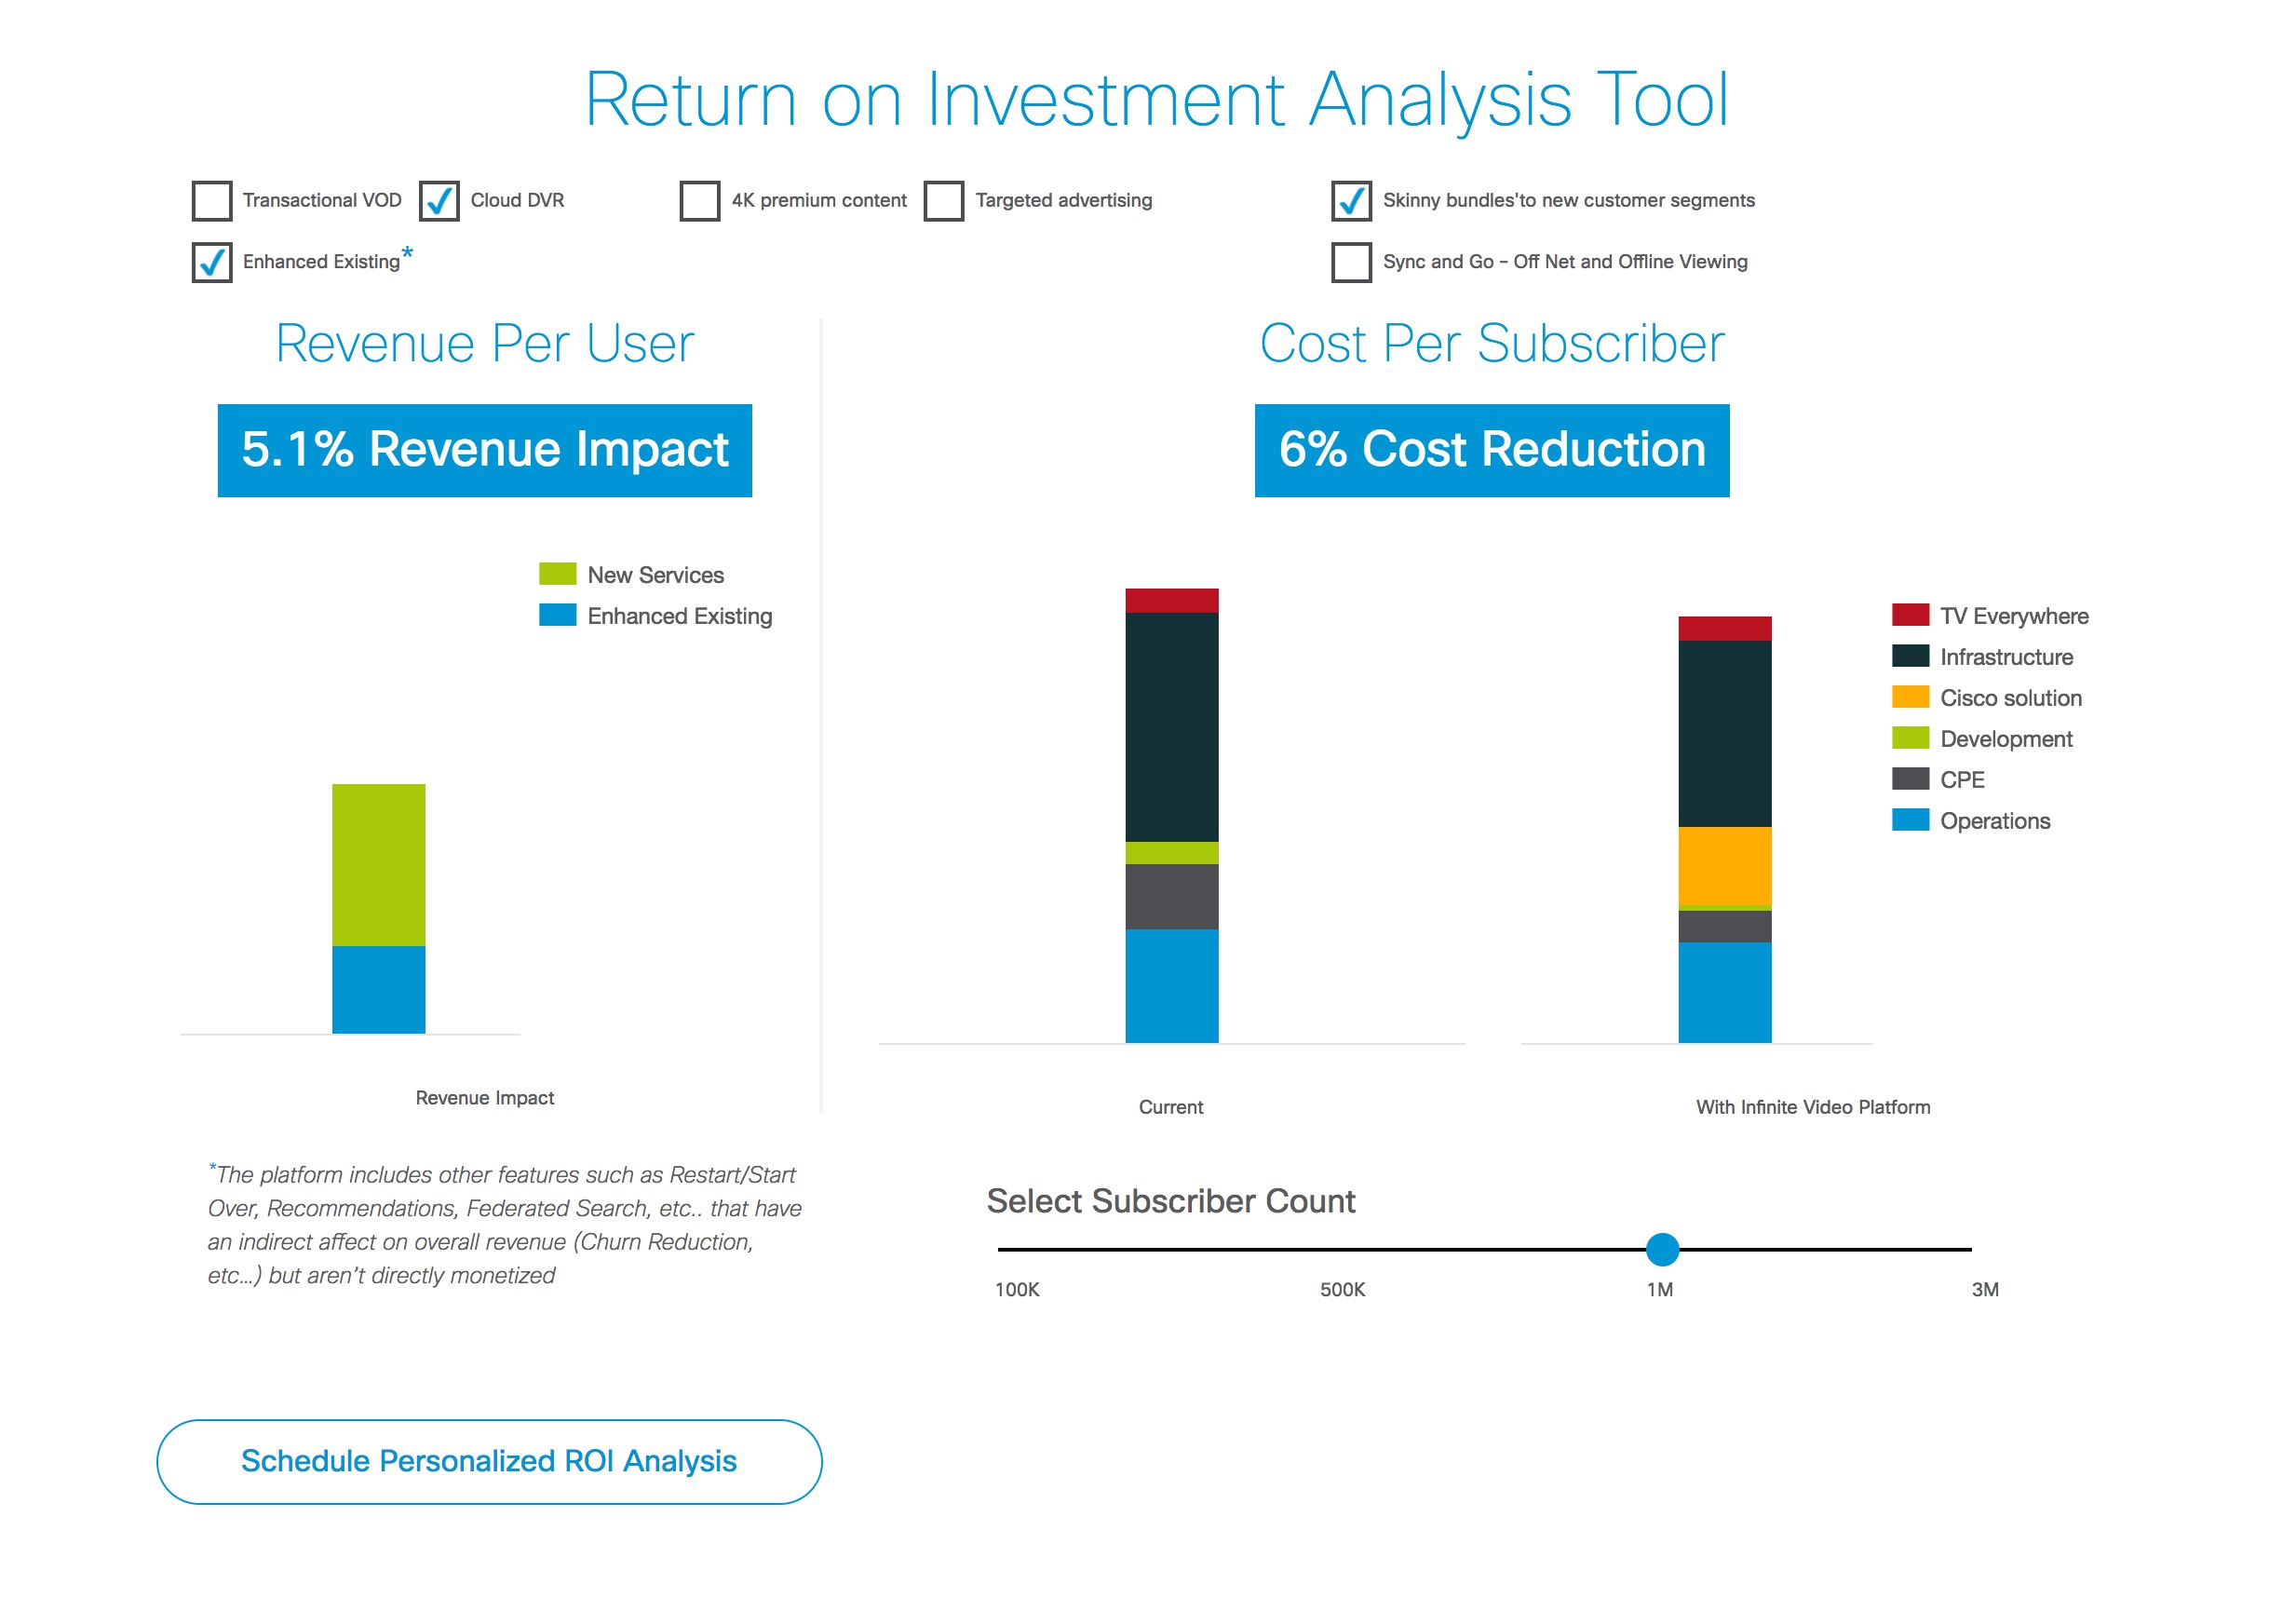 Return on Investment Analysis Tool
Transactional VOD
Cloud DVR
4K premium content
Targeted advertising
Skinny bundles'to new customer segments
Enhanced Existing*
Sync and Go - Off Net and Offline Viewing
Revenue Per User
5.1% Revenue Impact
New Services
Enhanced Existing
Revenue Impact
*The platform includes other features such as Restart/Start
Over, Recommendations, Federated Search, etc.. that have
an indirect affect on overall revenue (Churn Reduction,
etc...) but aren't directly monetized
Cost Per Subscriber
6% Cost Reduction
TV Everywhere
Infrastructure
Cisco solution
Development
CPE
Operations
Current
With Infinite Video Platform
Select Subscriber Count
100K
500K
1M
3M
Schedule Personalized ROI Analysis